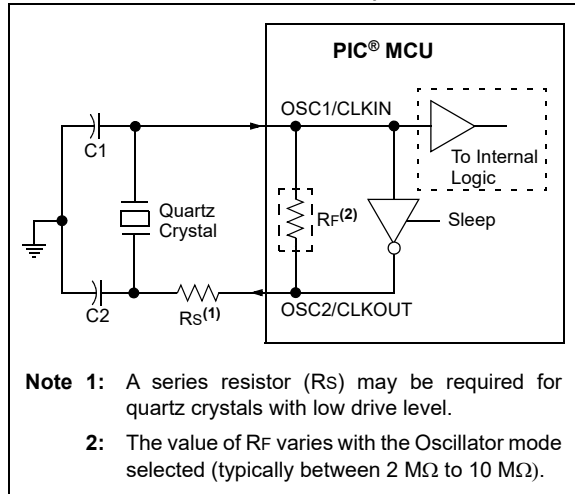 PIC® MCU
OSC1/CLKIN
C1
To Internal
Logic
Quartz
Crystal
RF(2)
Sleep
C2
RS(1)
OSC2/CLKOUT
Note 1: A series resistor (RS) may be required for
quartz crystals with low drive level.
2: The value of RF varies with the Oscillator mode
selected (typically between 2 MΩ to 10 MΩ).